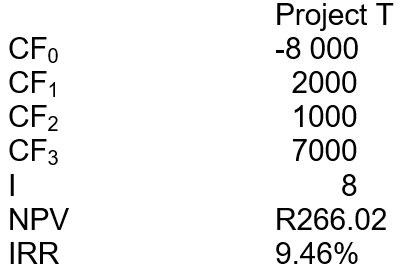 Project T
CF₀ -8 000
CF₁ 2000
CF₂ 1000
CF₃ 7000
I 8
NPV R266.02
IRR 9.46%